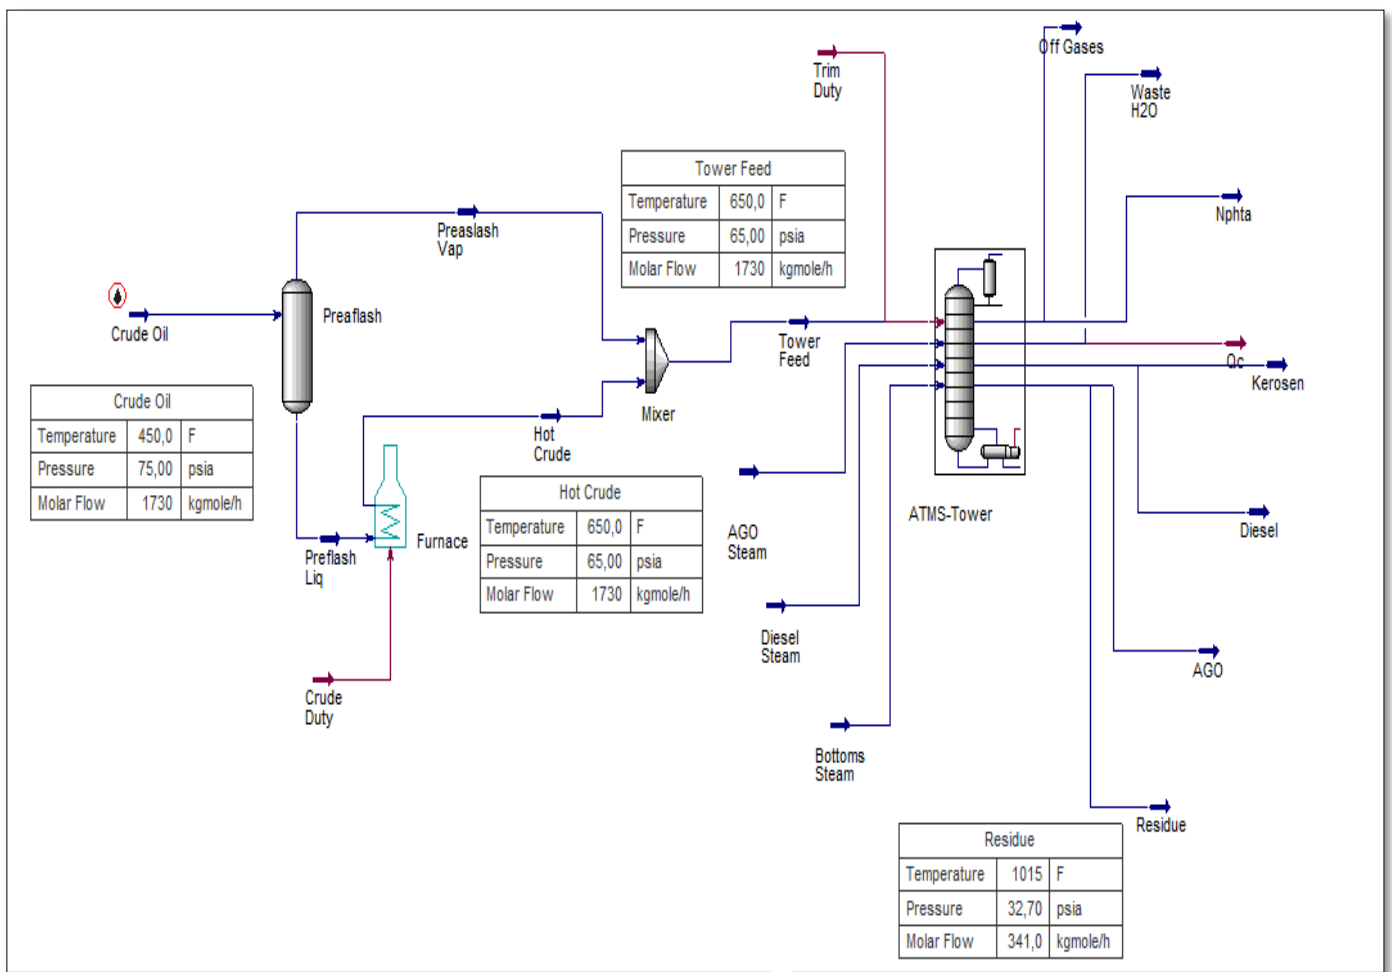 Off Gases
Trim
Duty
Waste
H2O
Tower Feed
Temperature 650,0 F
Pressure 65,00 psia
Molar Flow 1730 kgmole/h
Preaslash
Vap
Nphta
Crude Oil
Preaflash
Tower
Feed
Qc
Kerosen
Mixer
Crude Oil
Temperature 450,0 F
Pressure 75,00 psia
Molar Flow 1730 kgmole/h
Hot
Crude
Hot Crude
Temperature 650,0 F
Pressure 65,00 psia
Molar Flow 1730 kgmole/h
ATMS-Tower
AGO
Steam
Diesel
Furnace
Preflash
Liq
Diesel
Steam
AGO
Crude
Duty
Bottoms
Steam
Residue
Residue
Temperature 1015 F
Pressure 32,70 psia
Molar Flow 341,0 kgmole/h